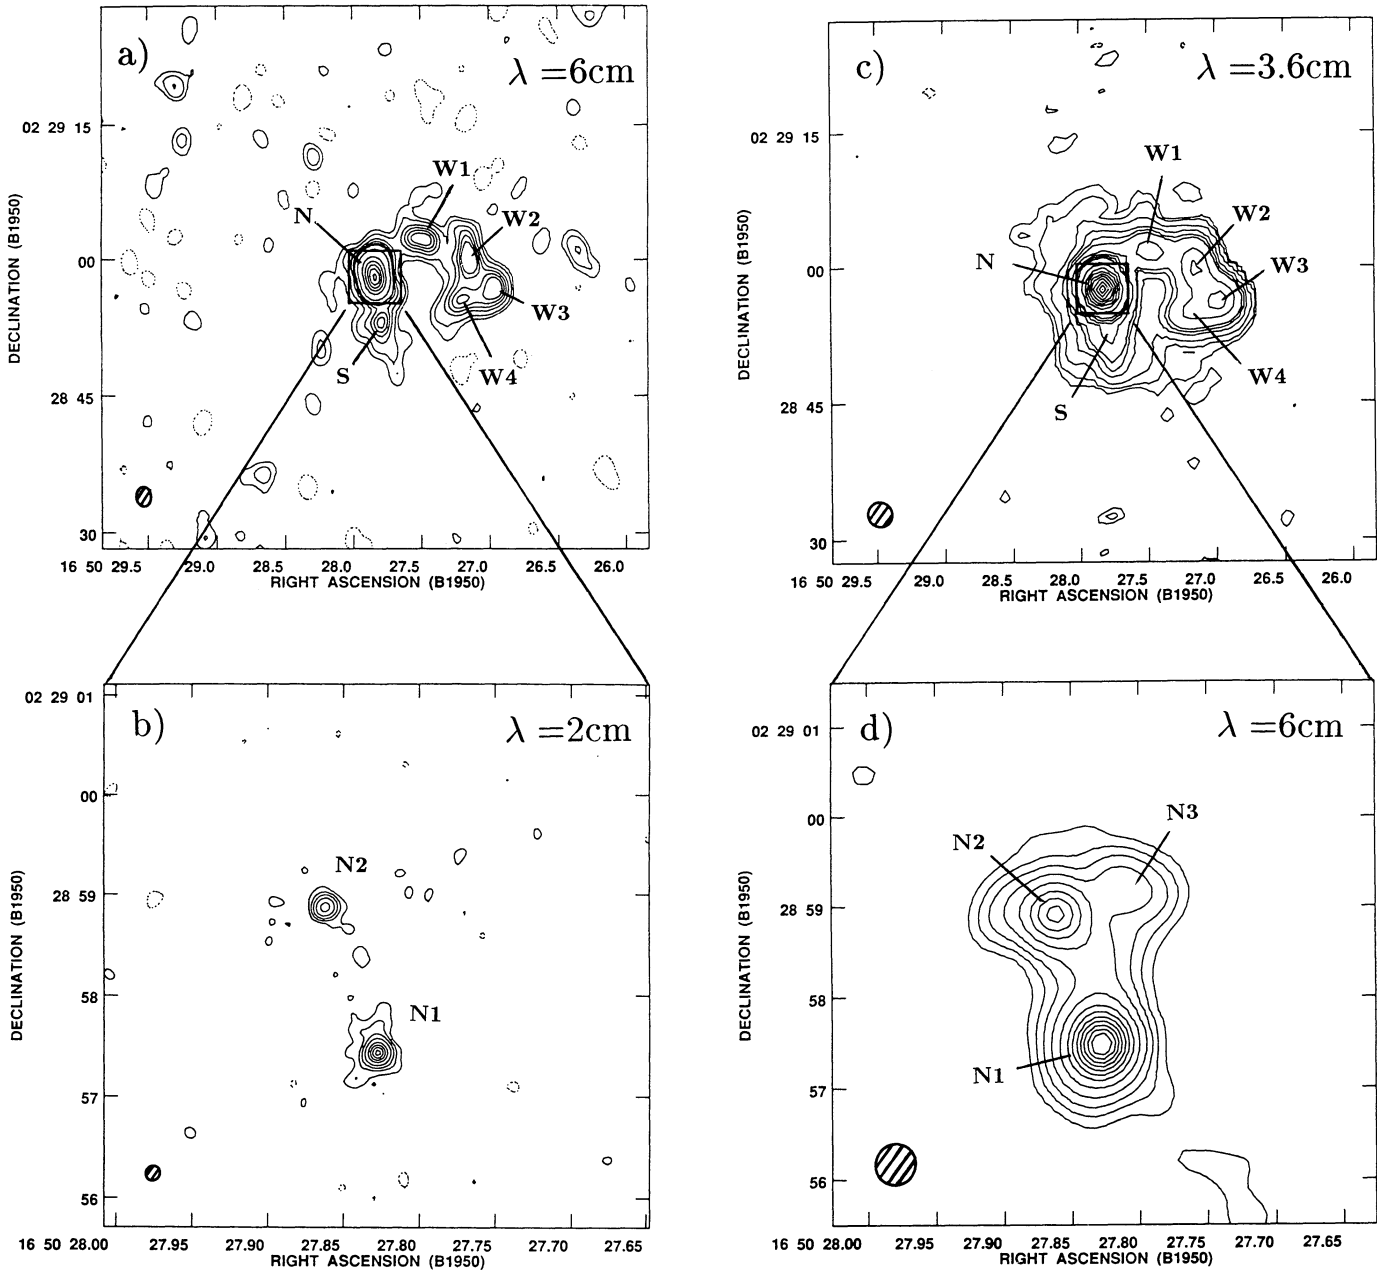 a)
λ =6cm
02 29 15
00
28 45
30
DECLINATION (B1950)
N
W1
W2
W3
W4
S
16 50 29.5 29.0 28.5 28.0 27.5 27.0 26.5 26.0
RIGHT ASCENSION (B1950)
c)
λ =3.6cm
02 29 15
00
28 45
30
DECLINATION (B1950)
N
W1
W2
W3
W4
S
16 50 29.5 29.0 28.5 28.0 27.5 27.0 26.5 26.0
RIGHT ASCENSION (B1950)
b)
λ =2cm
02 29 01
00
28 59
58
57
56
DECLINATION (B1950)
N2
N1
16 50 28.00 27.95 27.90 27.85 27.80 27.75 27.70 27.65
RIGHT ASCENSION (B1950)
d)
λ =6cm
02 29 01
00
28 59
58
57
56
DECLINATION (B1950)
N3
N2
N1
16 50 28.00 27.95 27.90 27.85 27.80 27.75 27.70 27.65
RIGHT ASCENSION (B1950)